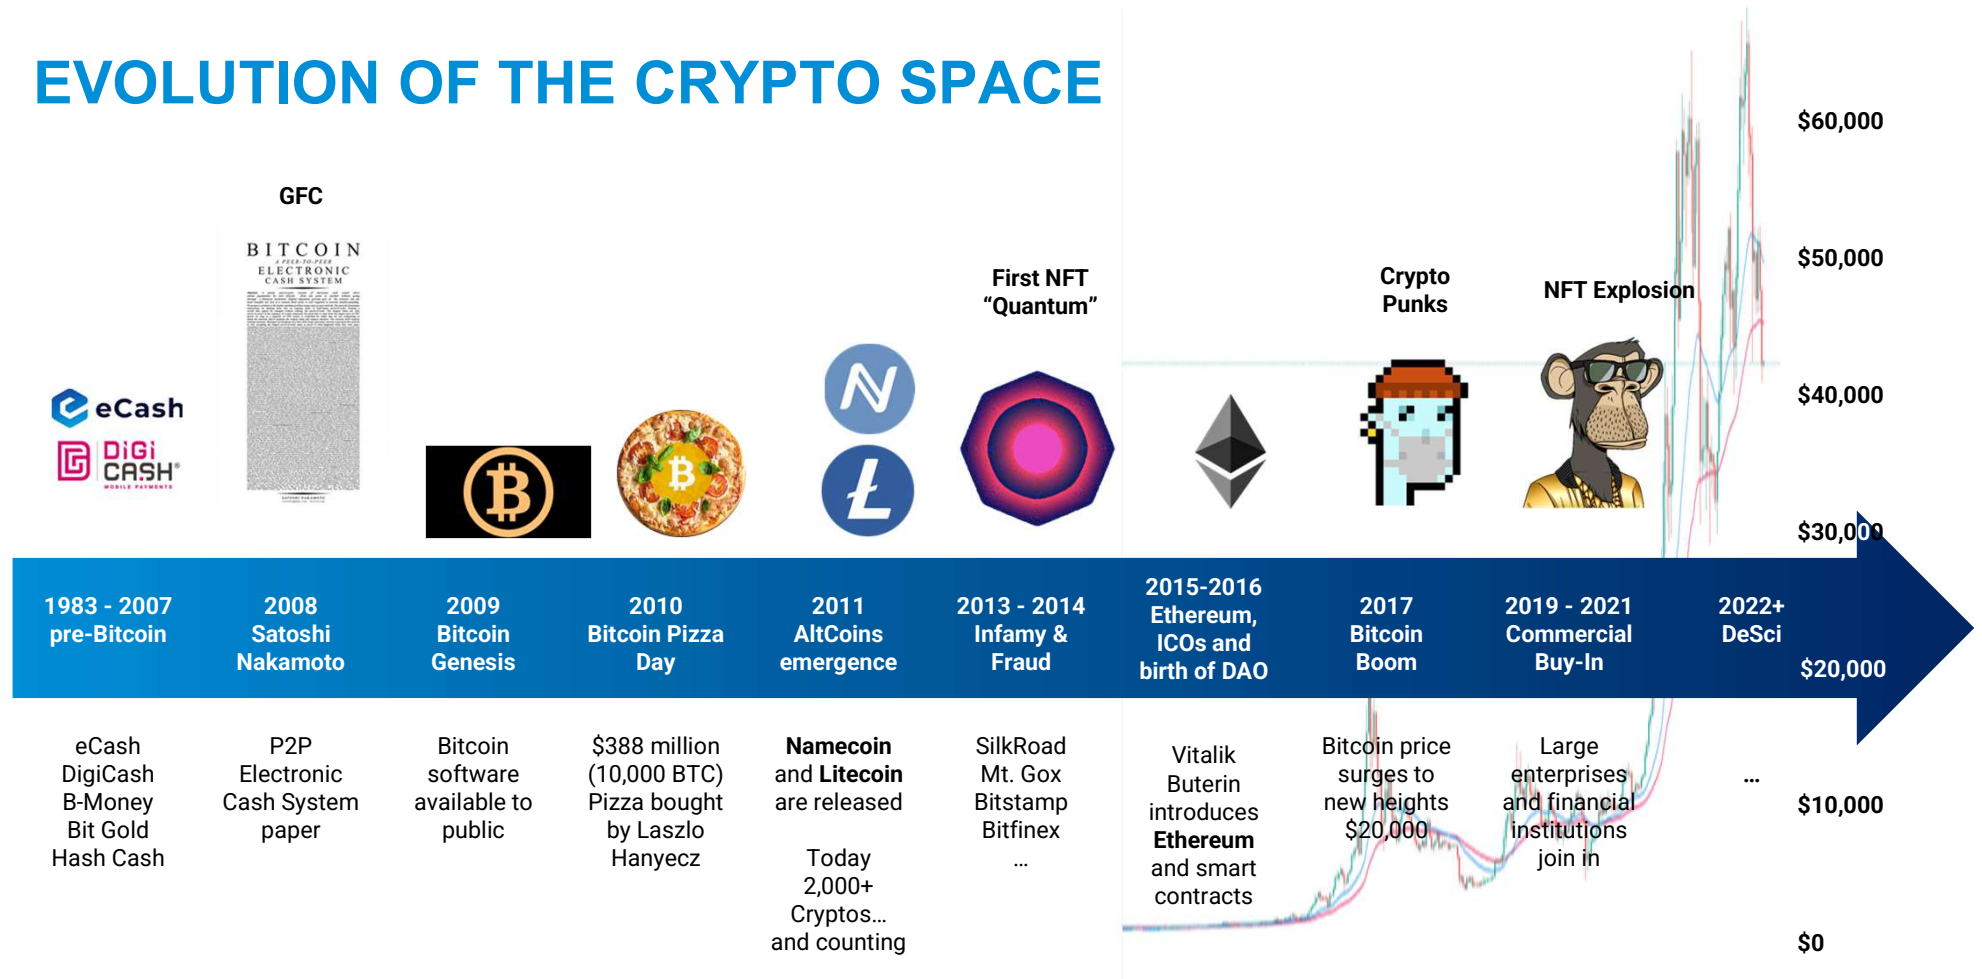 EVOLUTION OF THE CRYPTO SPACE
$60,000
$50,000
$40,000
$30,000
$20,000
$10,000
$0
GFC
BITCOIN
A PEER-TO-PEER
ELECTRONIC
CASH SYSTEM
SATOSHI NAKAMOTO
eCash
DiGi
CASH®
MOBILE PAYMENTS
First NFT
“Quantum”
Crypto
Punks
NFT Explosion
1983 - 2007
pre-Bitcoin
2008
Satoshi
Nakamoto
2009
Bitcoin
Genesis
2010
Bitcoin Pizza
Day
2011
AltCoins
emergence
2013 - 2014
Infamy &
Fraud
2015-2016
Ethereum,
ICOs and
birth of DAO
2017
Bitcoin
Boom
2019 - 2021
Commercial
Buy-In
2022+
DeSci
eCash
DigiCash
B-Money
Bit Gold
Hash Cash
P2P
Electronic
Cash System
paper
Bitcoin
software
available to
public
$388 million
(10,000 BTC)
Pizza bought
by Laszlo
Hanyecz
Namecoin
and Litecoin
are released
Today
2,000+
Cryptos…
and counting
SilkRoad
Mt. Gox
Bitstamp
Bitfinex
…
Vitalik
Buterin
introduces
Ethereum
and smart
contracts
Bitcoin price
surges to
new heights
$20,000
Large
enterprises
and financial
institutions
join in
…